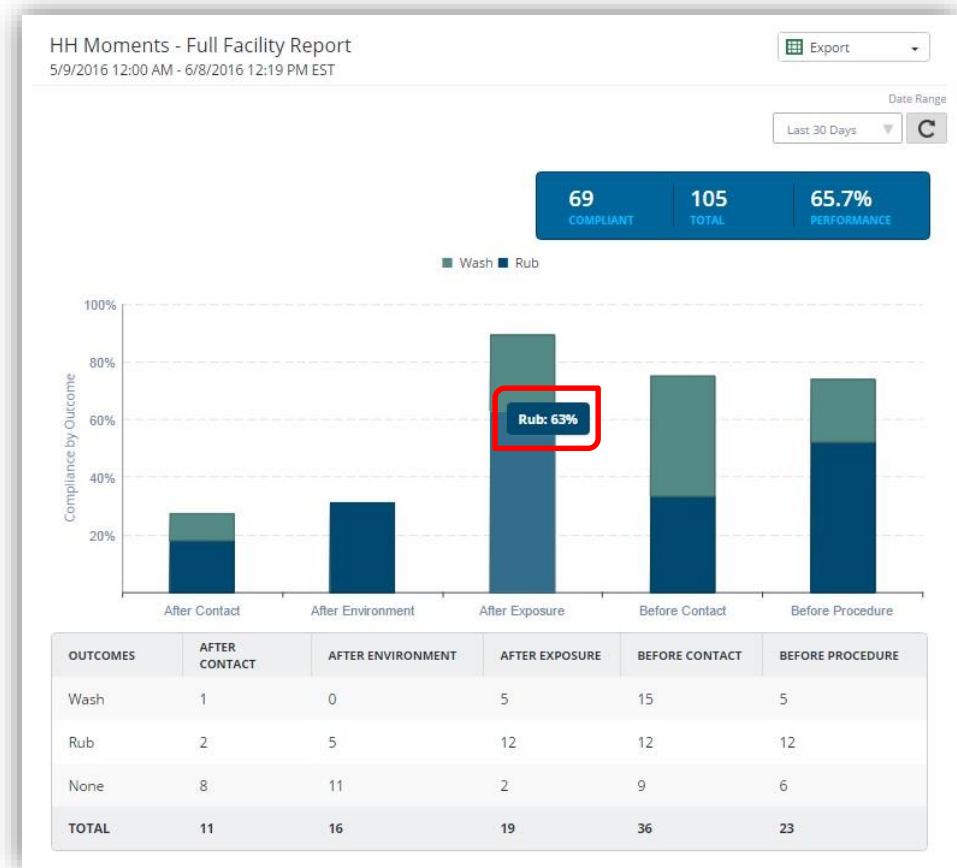 HH Moments - Full Facility Report
Export
5/9/2016 12:00 AM - 6/8/2016 12:19 PM EST
Date Range
Last 30 Days
69 105 65.7%
COMPLIANT TOTAL PERFORMANCE
Wash Rub
Compliance by Outcome
100%
80%
60%
40%
20%
Rub: 63%
After Contact After Environment After Exposure Before Contact Before Procedure
OUTCOMES AFTER CONTACT AFTER ENVIRONMENT AFTER EXPOSURE BEFORE CONTACT BEFORE PROCEDURE
Wash 1 0 5 15 5
Rub 2 5 12 12 12
None 8 11 2 9 6
TOTAL 11 16 19 36 23